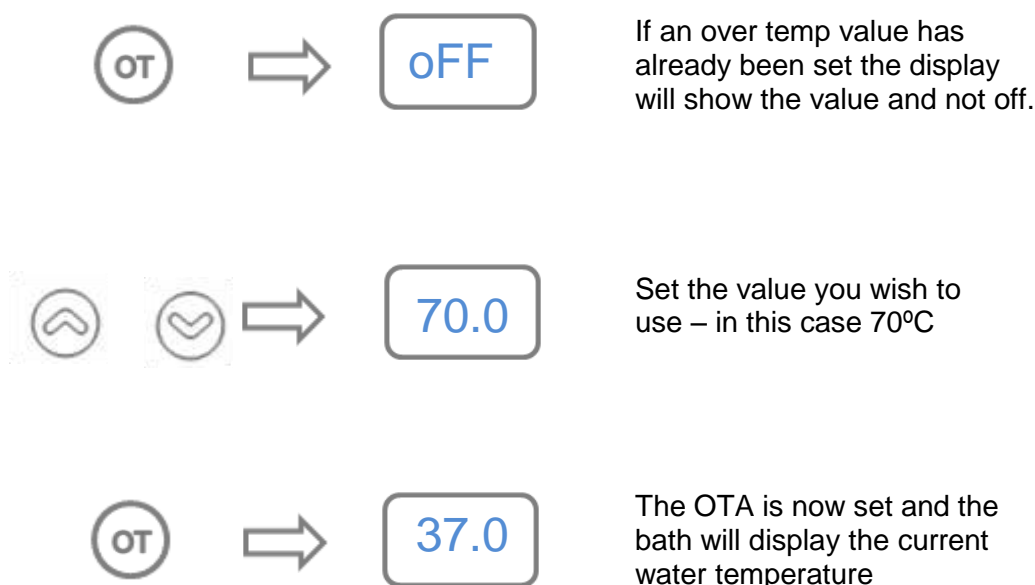 OT
oFF
If an over temp value has
already been set the display
will show the value and not off.
70.0
Set the value you wish to
use – in this case 70ºC
OT
37.0
The OTA is now set and the
bath will display the current
water temperature